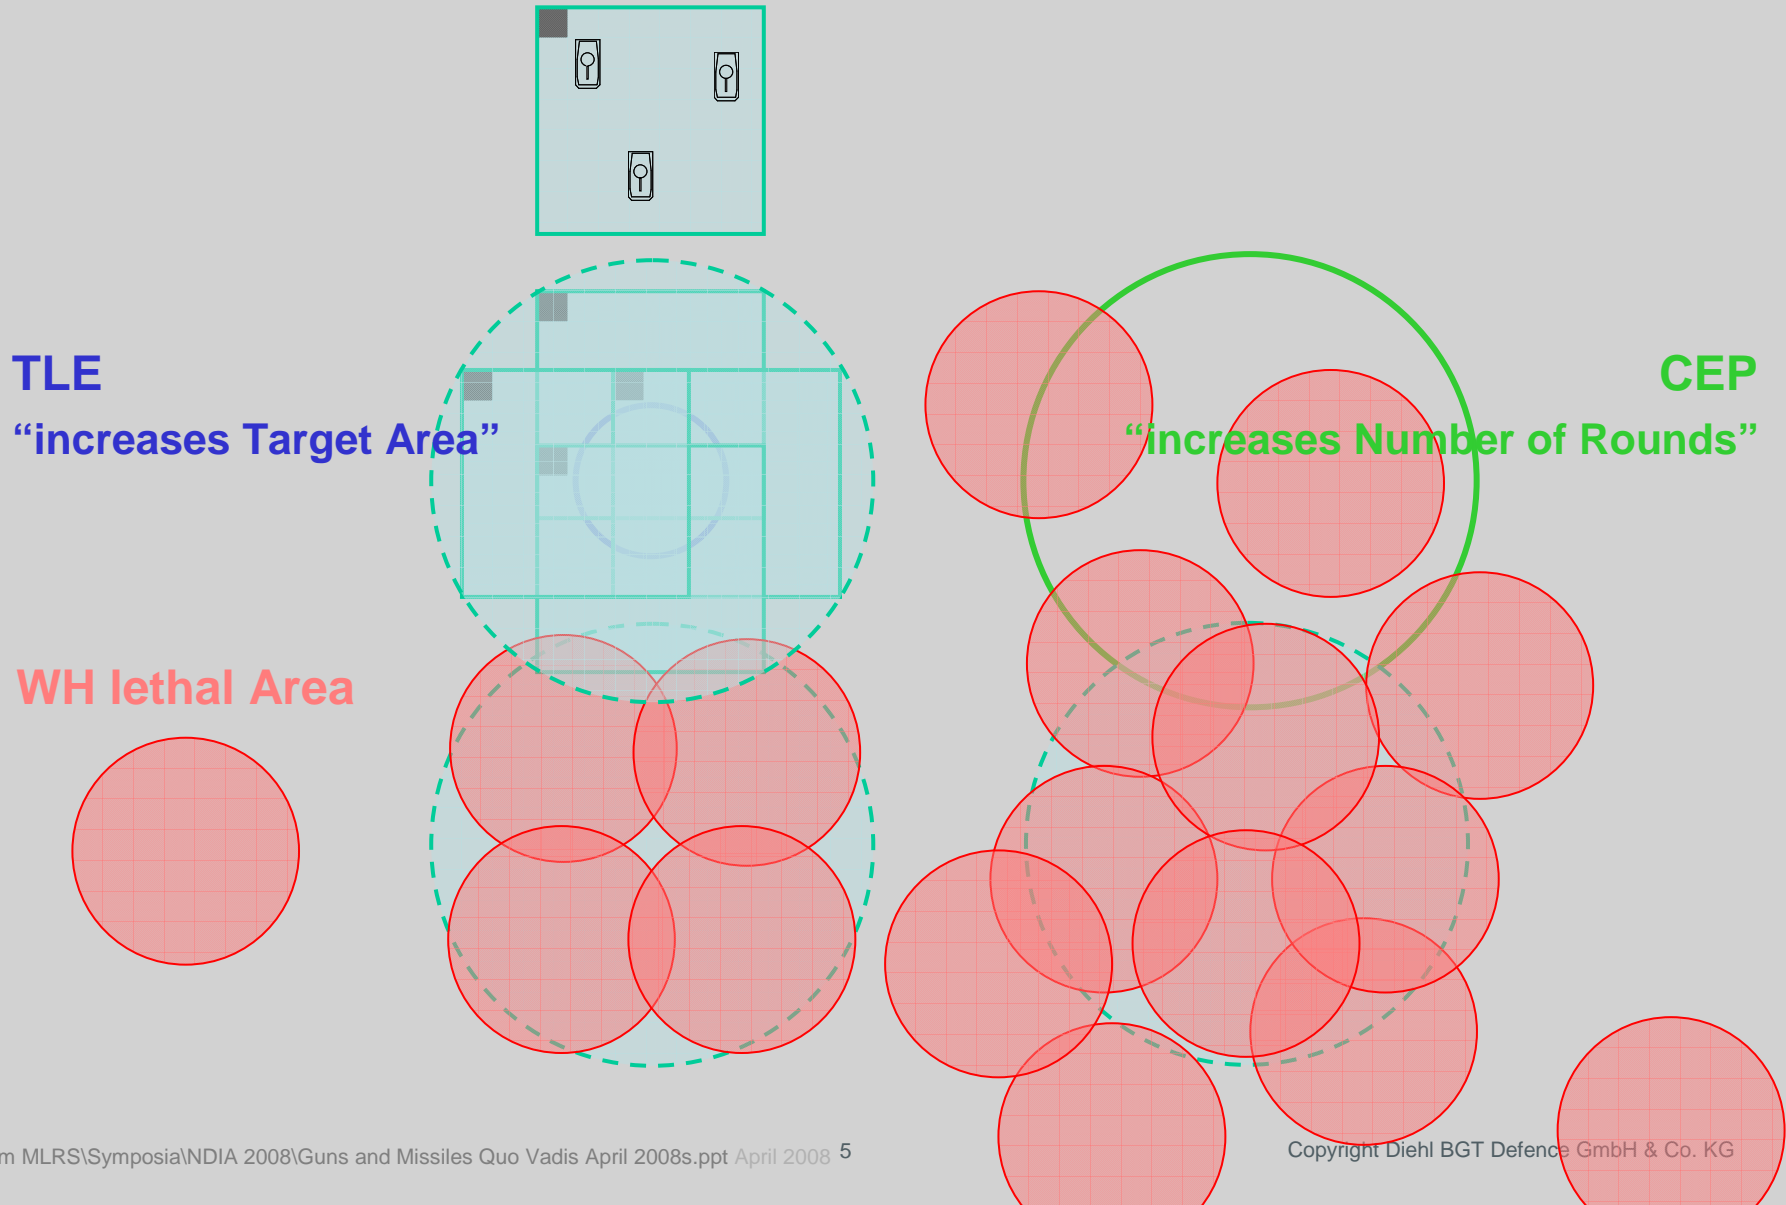 TLE
“increases Target Area”
CEP
“increases Number of Rounds”
WH lethal Area
m MLRS\Symposia\NDIA 2008\Guns and Missiles Quo Vadis April 2008s.ppt April 2008 5
Copyright Diehl BGT Defence GmbH & Co. KG